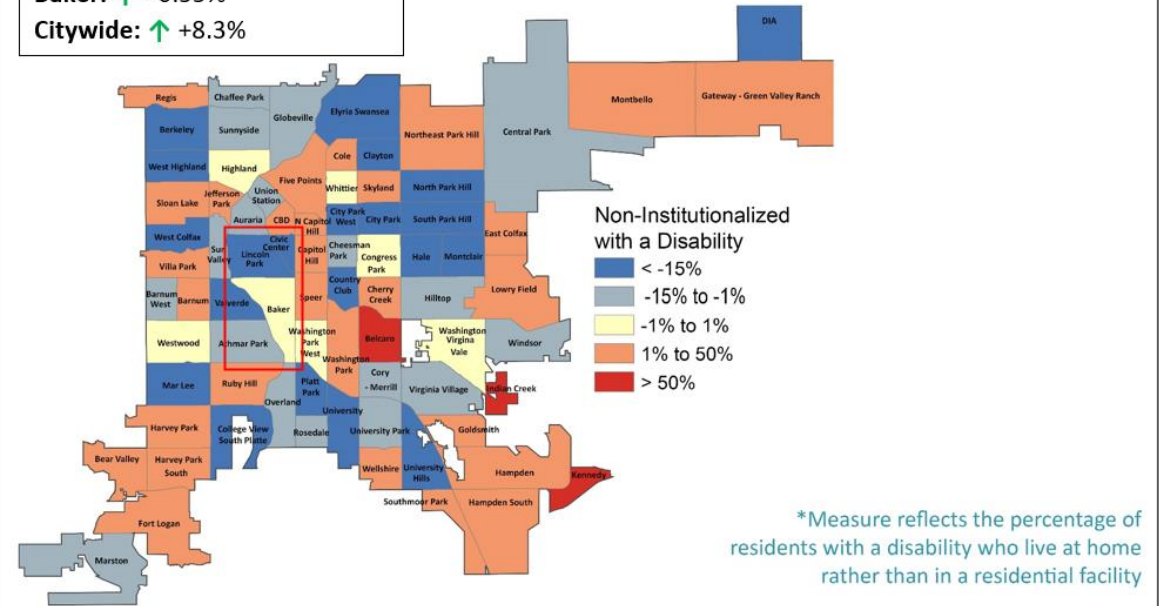 Citywide: ↑ +8.3%
DIA
Regis
Chaffee Park
Globeville
Elyria Swansea
Montbello
Gateway - Green Valley Ranch
Berkeley
Sunnyside
Northeast Park Hill
Central Park
Cole
Clayton
West Highland
Highland
Five Points
Whittier
Skyland
North Park Hill
Sloan Lake
Jefferson
Park
Union
Station
Auraria
CBD
N Capitol
Hill
City Park
West
City Park
South Park Hill
East Colfax
West Colfax
Sun
Valley
Lincoln
Park
Civic
Center
Capitol
Hill
Cheesman
Park
Congress
Park
Hale
Montclair
Villa Park
Barnum
West
Barnum
Valverde
Baker
Speer
Country
Club
Cherry
Creek
Hilltop
Lowry Field
Westwood
Athmar Park
Washington
Park
West
Washington
Park
Belcaro
Washington
Virgina
Vale
Windsor
Mar Lee
Ruby Hill
Overland
Platt
Park
Cory
- Merrill
Virginia Village
Indian Creek
University
Harvey Park
College View
South Platte
Rosedale
University Park
Goldsmith
Bear Valley
Harvey Park
South
Wellshire
University
Hills
Hampden
Kennedy
Southmoor Park
Hampden South
Fort Logan
Marston
Non-Institutionalized
with a Disability
< -15%
-15% to -1%
-1% to 1%
1% to 50%
> 50%
*Measure reflects the percentage of
residents with a disability who live at home
rather than in a residential facility